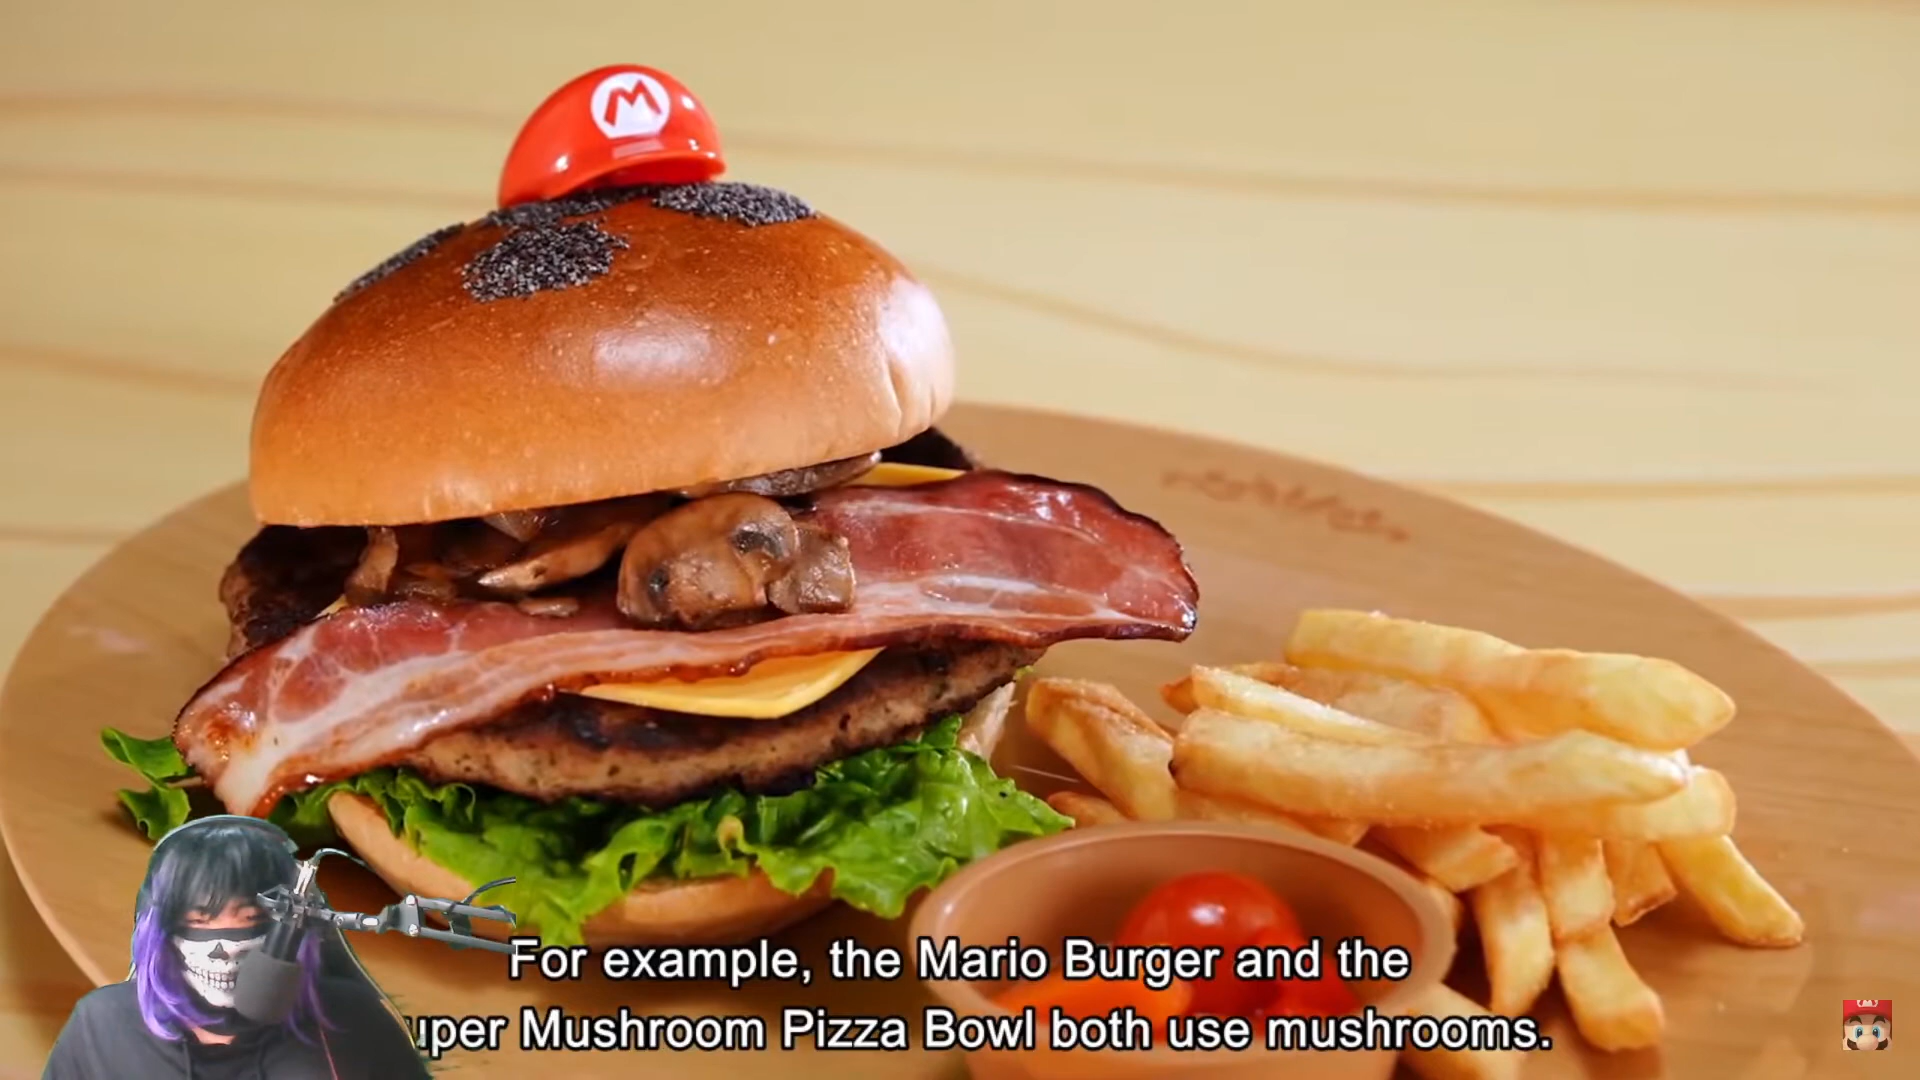 M
For example, the Mario Burger and the
uper Mushroom Pizza Bowl both use mushrooms.